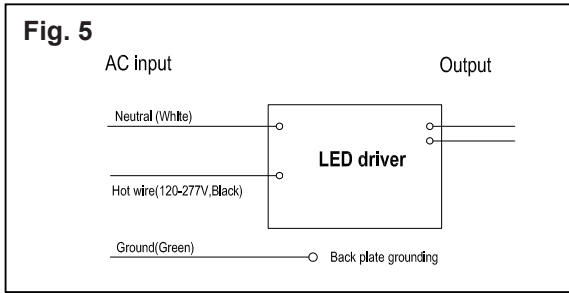 Fig. 5
AC input
Output
Neutral (White)
LED driver
Hot wire(120-277V,Black)
Ground(Green)
Back plate grounding